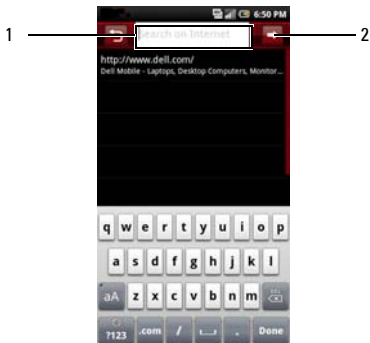 6:50 PM
1
Search on Internet
2
http://www.dell.com/
Dell Mobile - Laptops, Desktop Computers, Monitor...
q w e r t y u i o p
a s d f g h j k l
aA z x c v b n m DEL
?123 .com / . Done